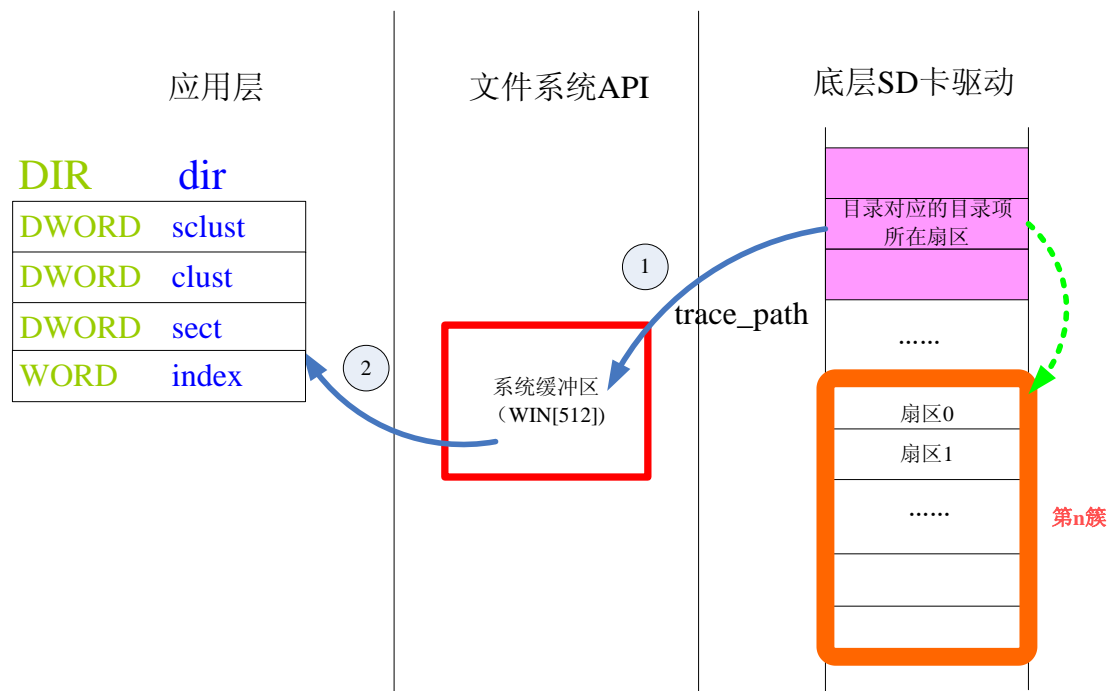 应用层
文件系统API
底层SD卡驱动
DIR dir
DWORD sclust
DWORD clust
DWORD sect
WORD index
2
1
trace_path
系统缓冲区
（WIN[512])
目录对应的目录项
所在扇区
......
扇区0
扇区1
......
第n簇